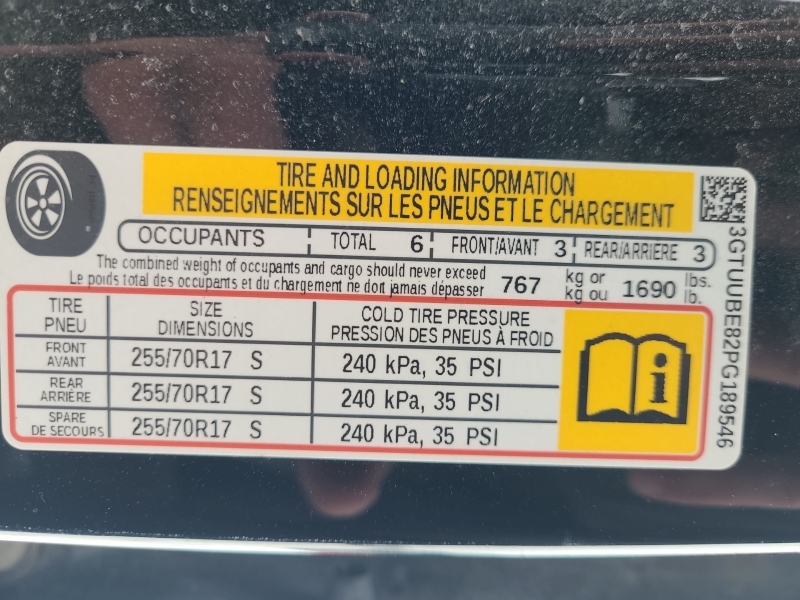 TIRE AND LOADING INFORMATION
RENSEIGNEMENTS SUR LES PNEUS ET LE CHARGEMENT
OCCUPANTS TOTAL 6 FRONT/AVANT 3 REAR/ARRIERE 3
The combined weight of occupants and cargo should never exceed
Le poids total des occupants et du chargement ne doit jamais dépasser
767 kg or 1690 lbs.
kg ou lb.
TIRE SIZE COLD TIRE PRESSURE
PNEU DIMENSIONS PRESSION DES PNEUS À FROID
FRONT
AVANT 255/70R17 S 240 kPa, 35 PSI
REAR
ARRIÈRE 255/70R17 S 240 kPa, 35 PSI
SPARE
DE SECOURS 255/70R17 S 240 kPa, 35 PSI
3GTUUBE82PG189546